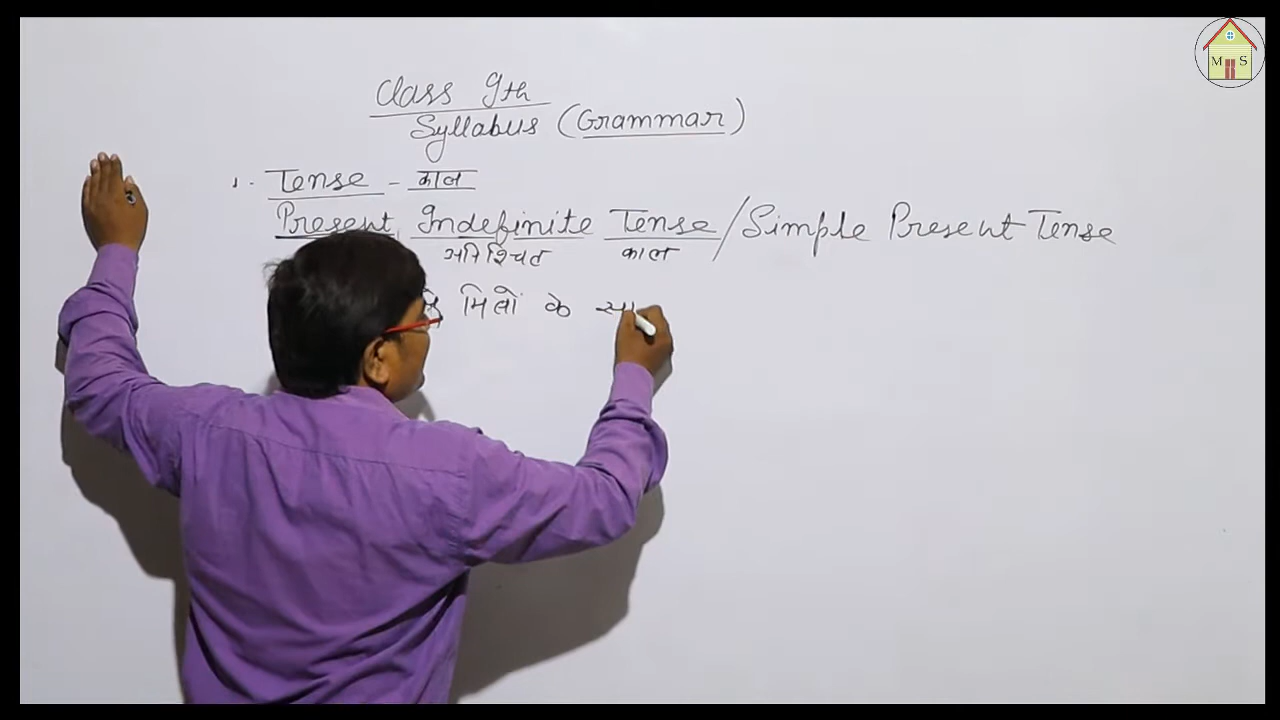 Class 9th
Syllabus (Grammar)
1. Tense - काल
Present Indefinite Tense / Simple Present Tense
अनिश्चित काल
मित्रों के
M S